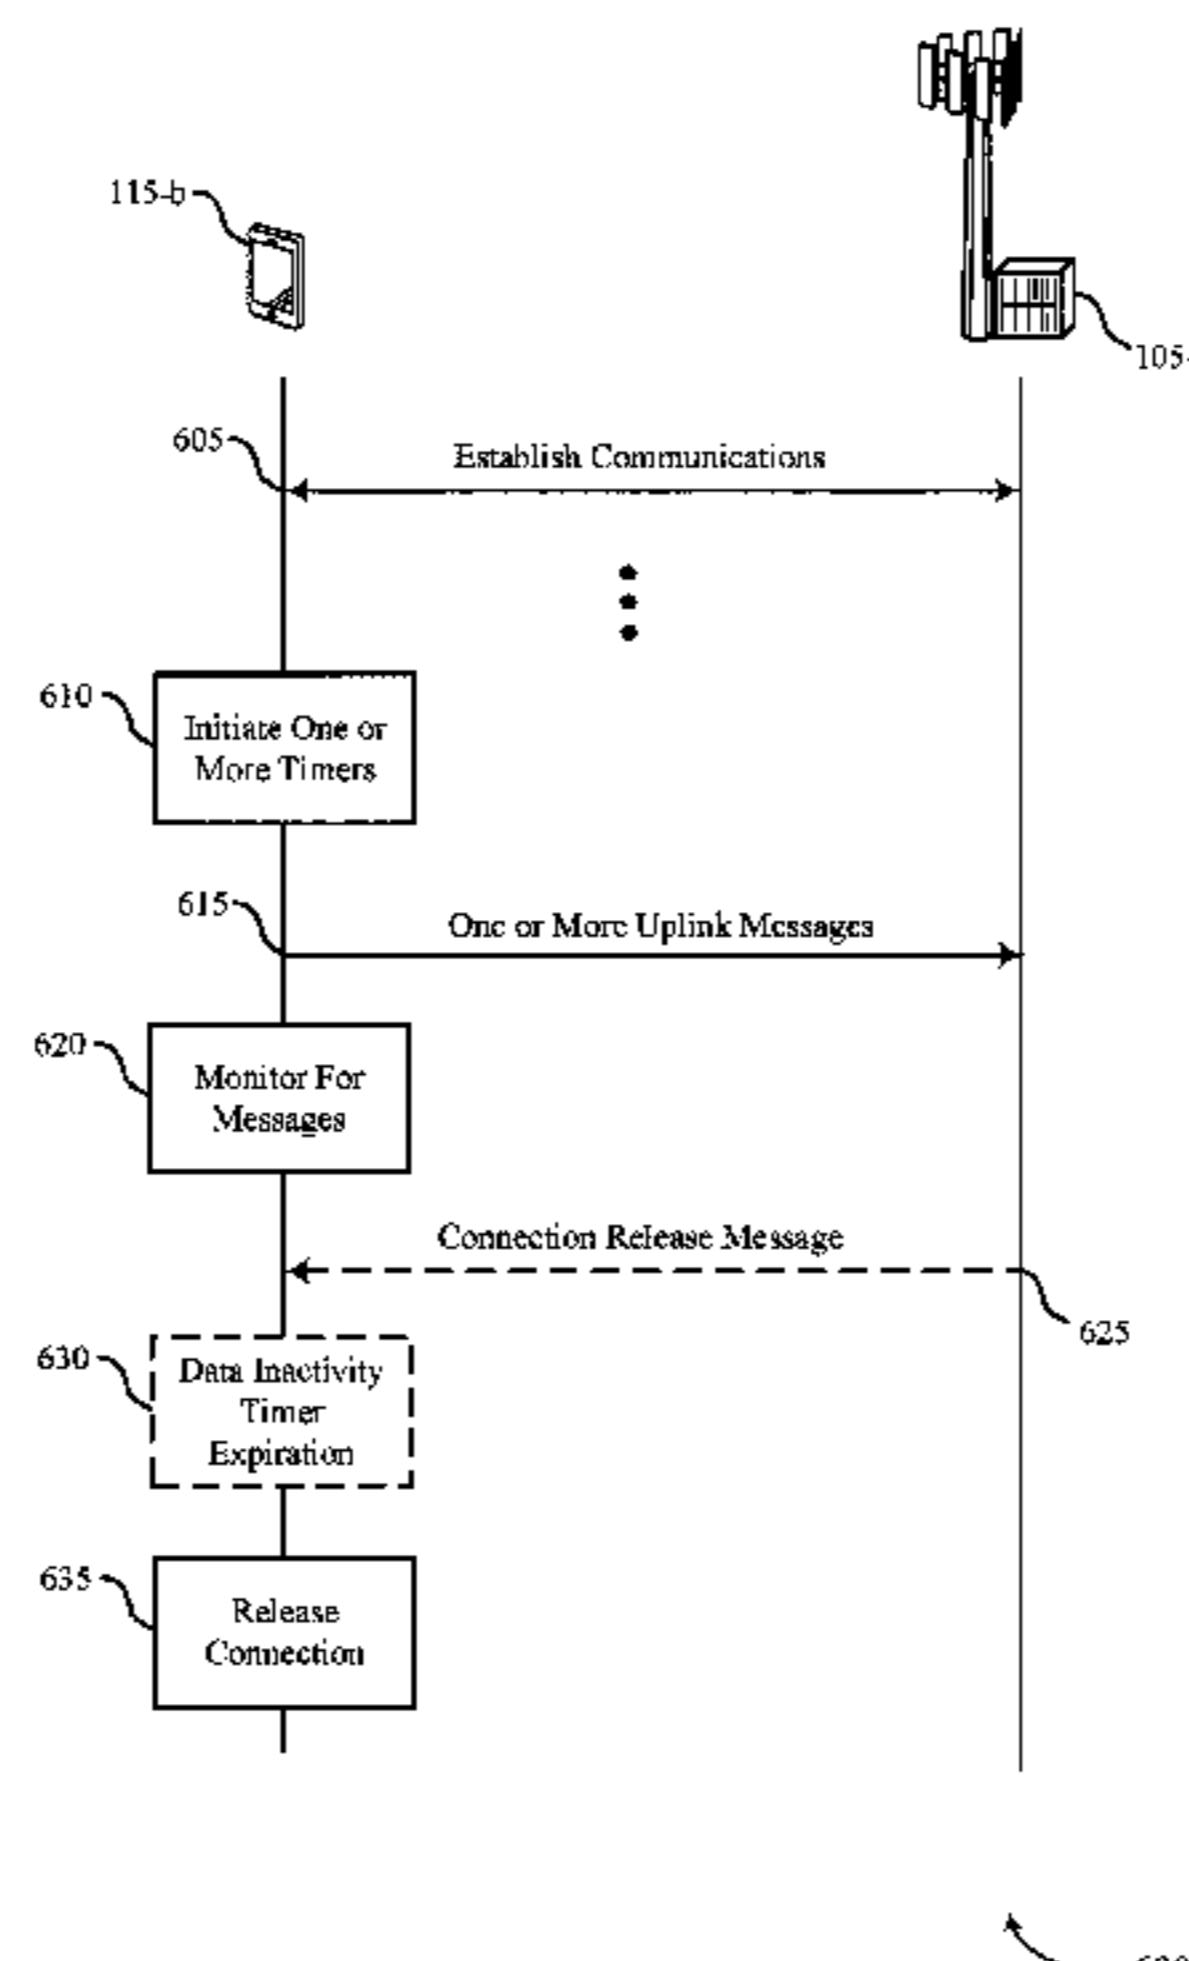 115-b
105-
605
Establish Communications
610
Initiate One or
More Timers
615
One or More Uplink Messages
620
Monitor For
Messages
Connection Release Message
625
630
Data Inactivity
Timer
Expiration
635
Release
Connection